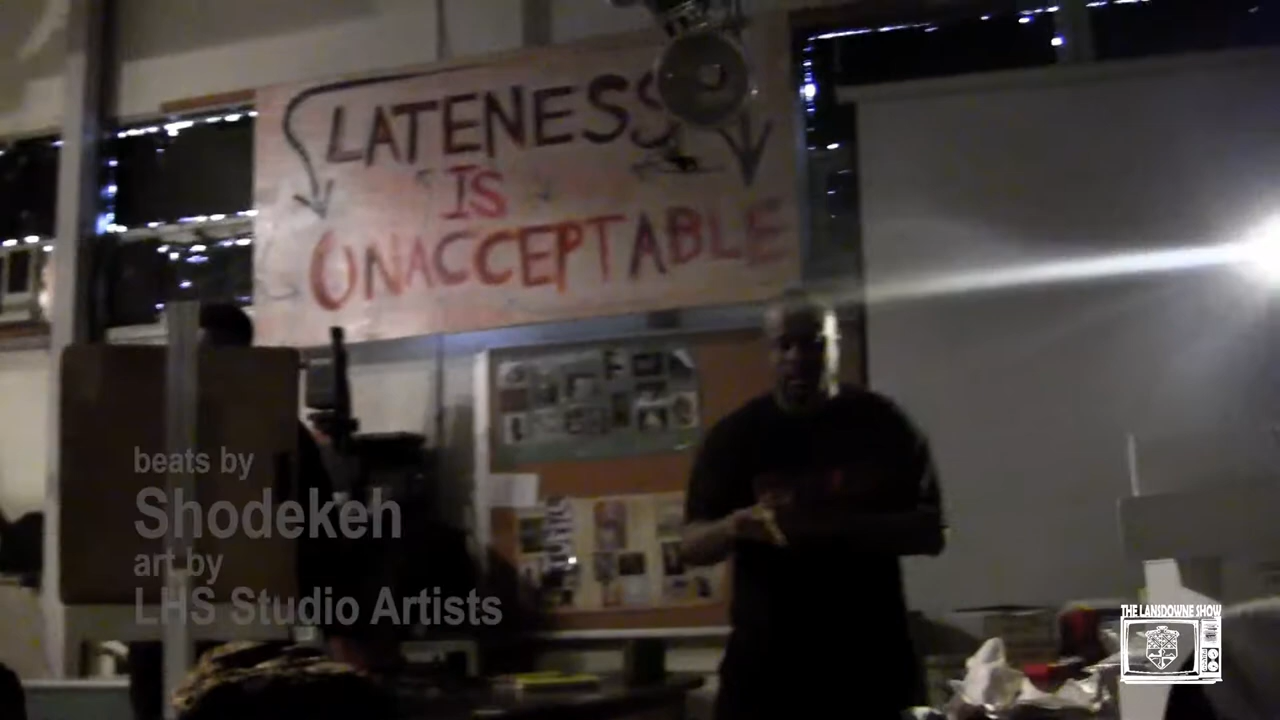 LATENESS
IS
UNACCEPTABLE
beats by
Shodekeh
art by
LHS Studio Artists
THE LANSDOWNE SHOW